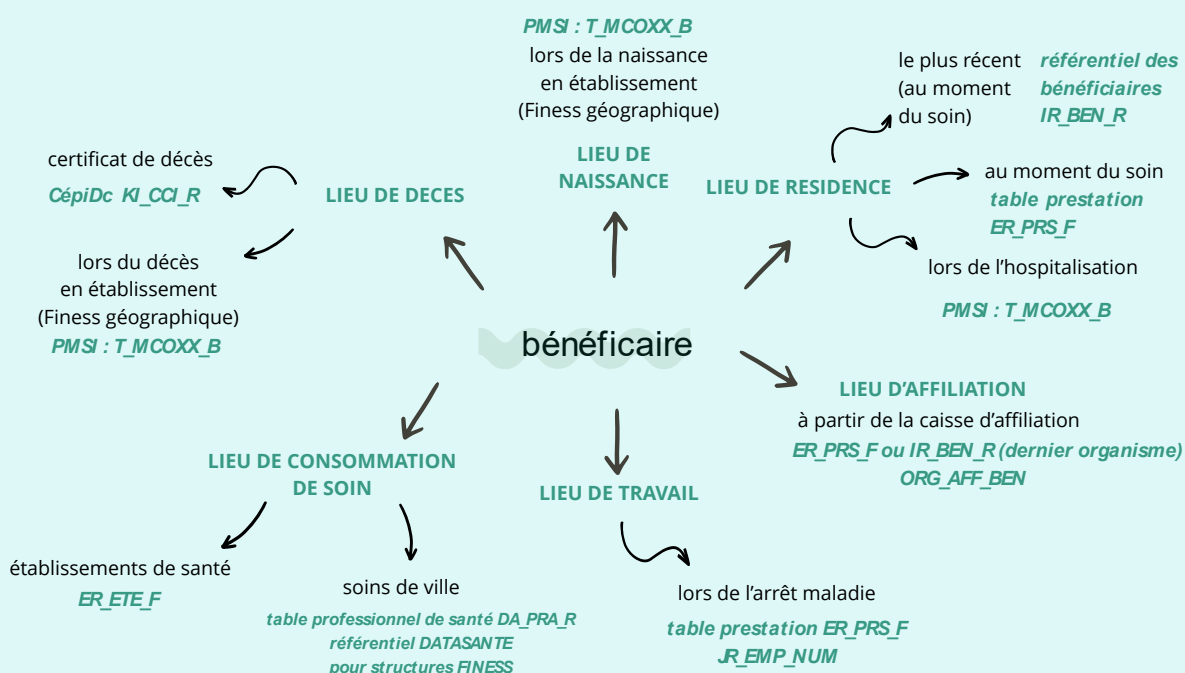 PMSI : T_MCOXX_B
lors de la naissance
en établissement
(Finess géographique)
LIEU DE
NAISSANCE
le plus récent
(au moment
du soin)
référentiel des
bénéficiaires
IR_BEN_R
LIEU DE RESIDENCE
au moment du soin
table prestation
ER_PRS_F
lors de l'hospitalisation
PMSI : T_MCOXX_B
certificat de décès
CépiDc KI_CCI_R
LIEU DE DECES
lors du décès
en établissement
(Finess géographique)
PMSI : T_MCOXX_B
bénéficaire
LIEU D'AFFILIATION
à partir de la caisse d'affiliation
ER_PRS_F ou IR_BEN_R (dernier organisme)
ORG_AFF_BEN
LIEU DE CONSOMMATION
DE SOIN
établissements de santé
ER_ETE_F
soins de ville
table professionnel de santé DA_PRA_R
référentiel DATASANTE
pour structures FINESS
LIEU DE TRAVAIL
lors de l'arrêt maladie
table prestation ER_PRS_F
JR_EMP_NUM